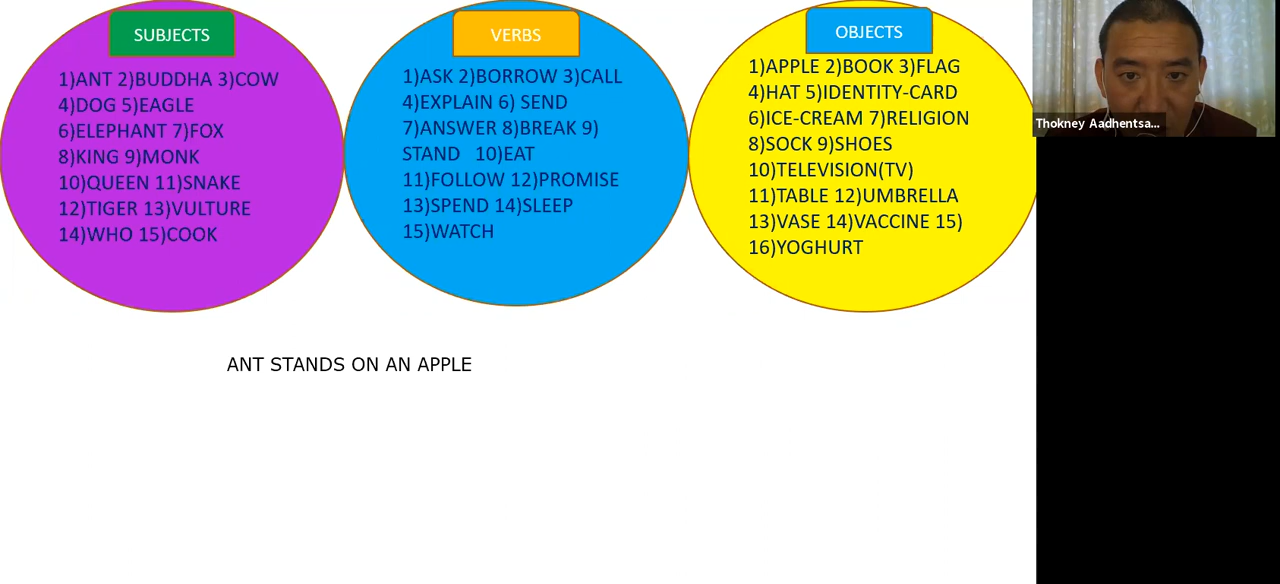 SUBJECTS
1)ANT 2)BUDDHA 3)COW
4)DOG 5)EAGLE
6)ELEPHANT 7)FOX
8)KING 9)MONK
10)QUEEN 11)SNAKE
12)TIGER 13)VULTURE
14)WHO 15)COOK
VERBS
1)ASK 2)BORROW 3)CALL
4)EXPLAIN 6) SEND
7)ANSWER 8)BREAK 9)
STAND 10)EAT
11)FOLLOW 12)PROMISE
13)SPEND 14)SLEEP
15)WATCH
OBJECTS
1)APPLE 2)BOOK 3)FLAG
4)HAT 5)IDENTITY-CARD
6)ICE-CREAM 7)RELIGION
8)SOCK 9)SHOES
10)TELEVISION(TV)
11)TABLE 12)UMBRELLA
13)VASE 14)VACCINE 15)
16)YOGHURT
Thokney Aadhentsa...
ANT STANDS ON AN APPLE